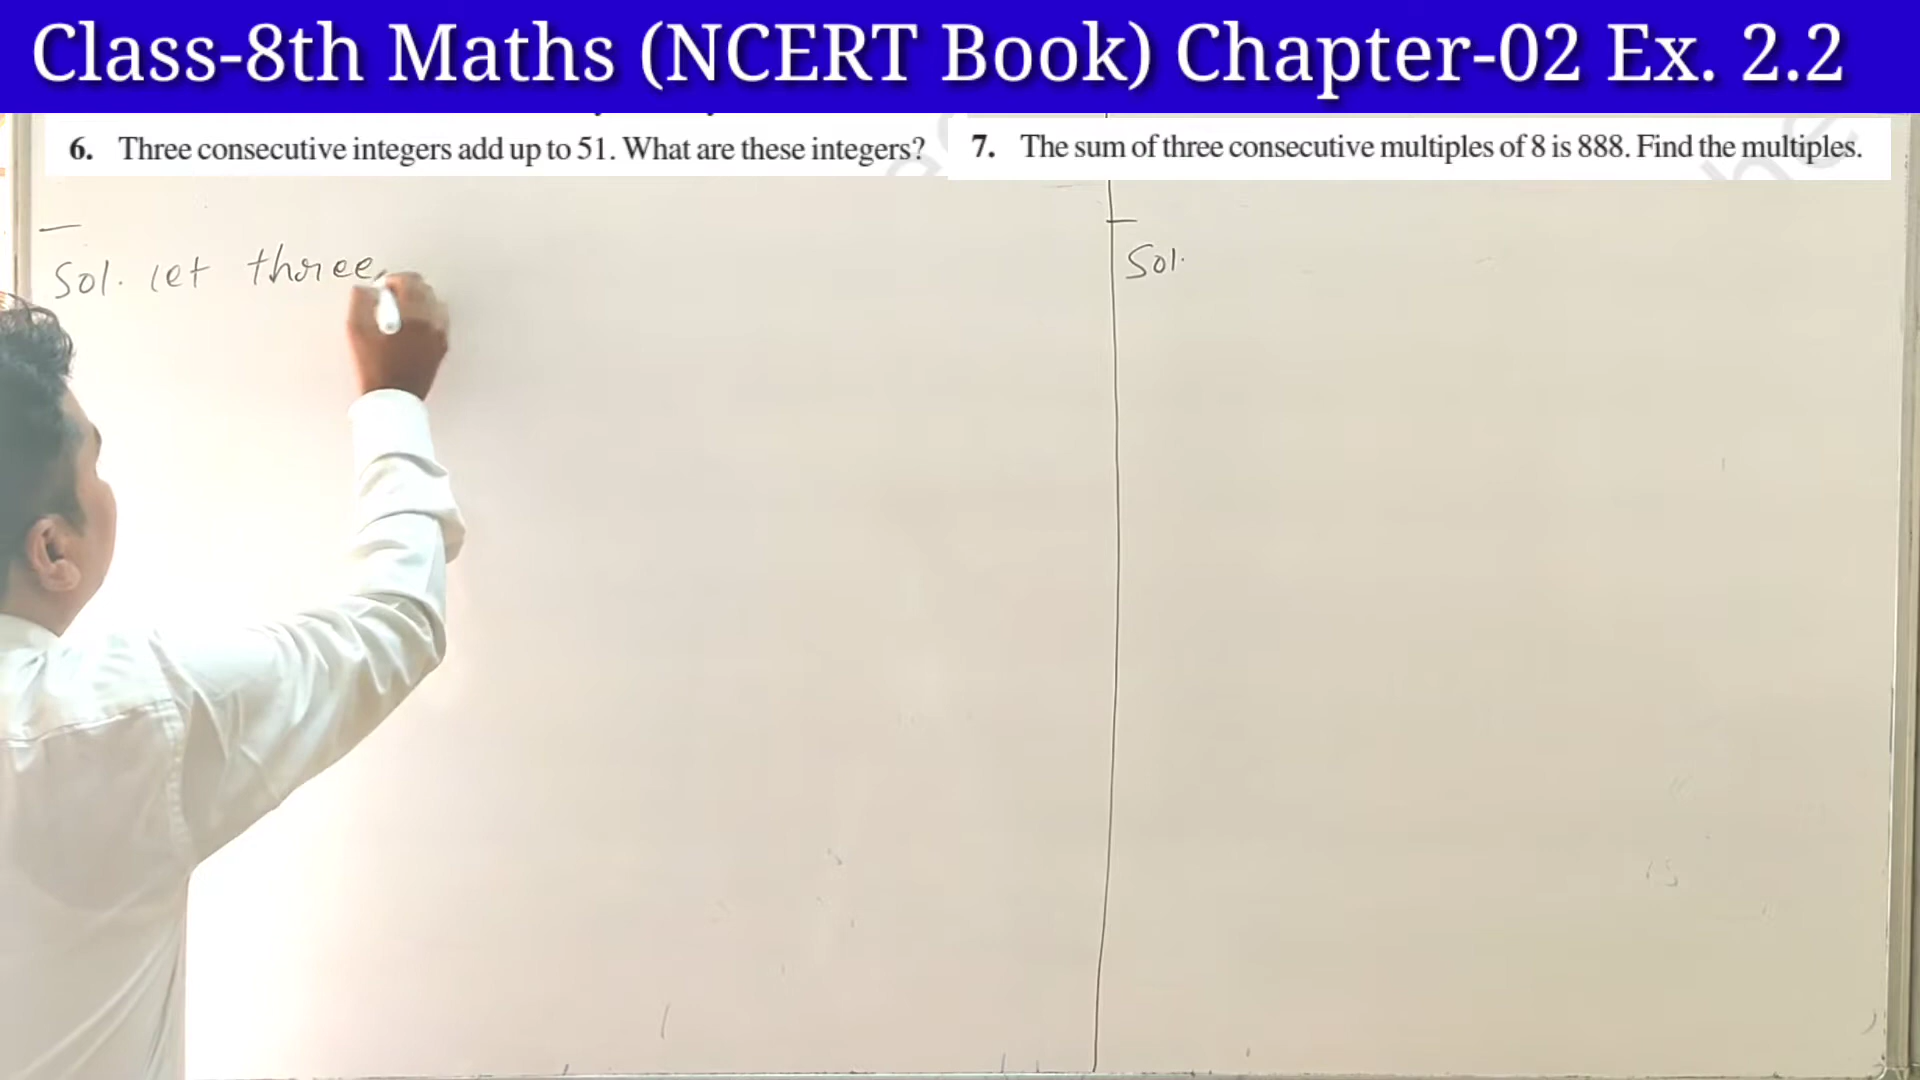 Class-8th Maths (NCERT Book) Chapter-02 Ex. 2.2
6. Three consecutive integers add up to 51. What are these integers?
7. The sum of three consecutive multiples of 8 is 888. Find the multiples.
Sol. let three
Sol.